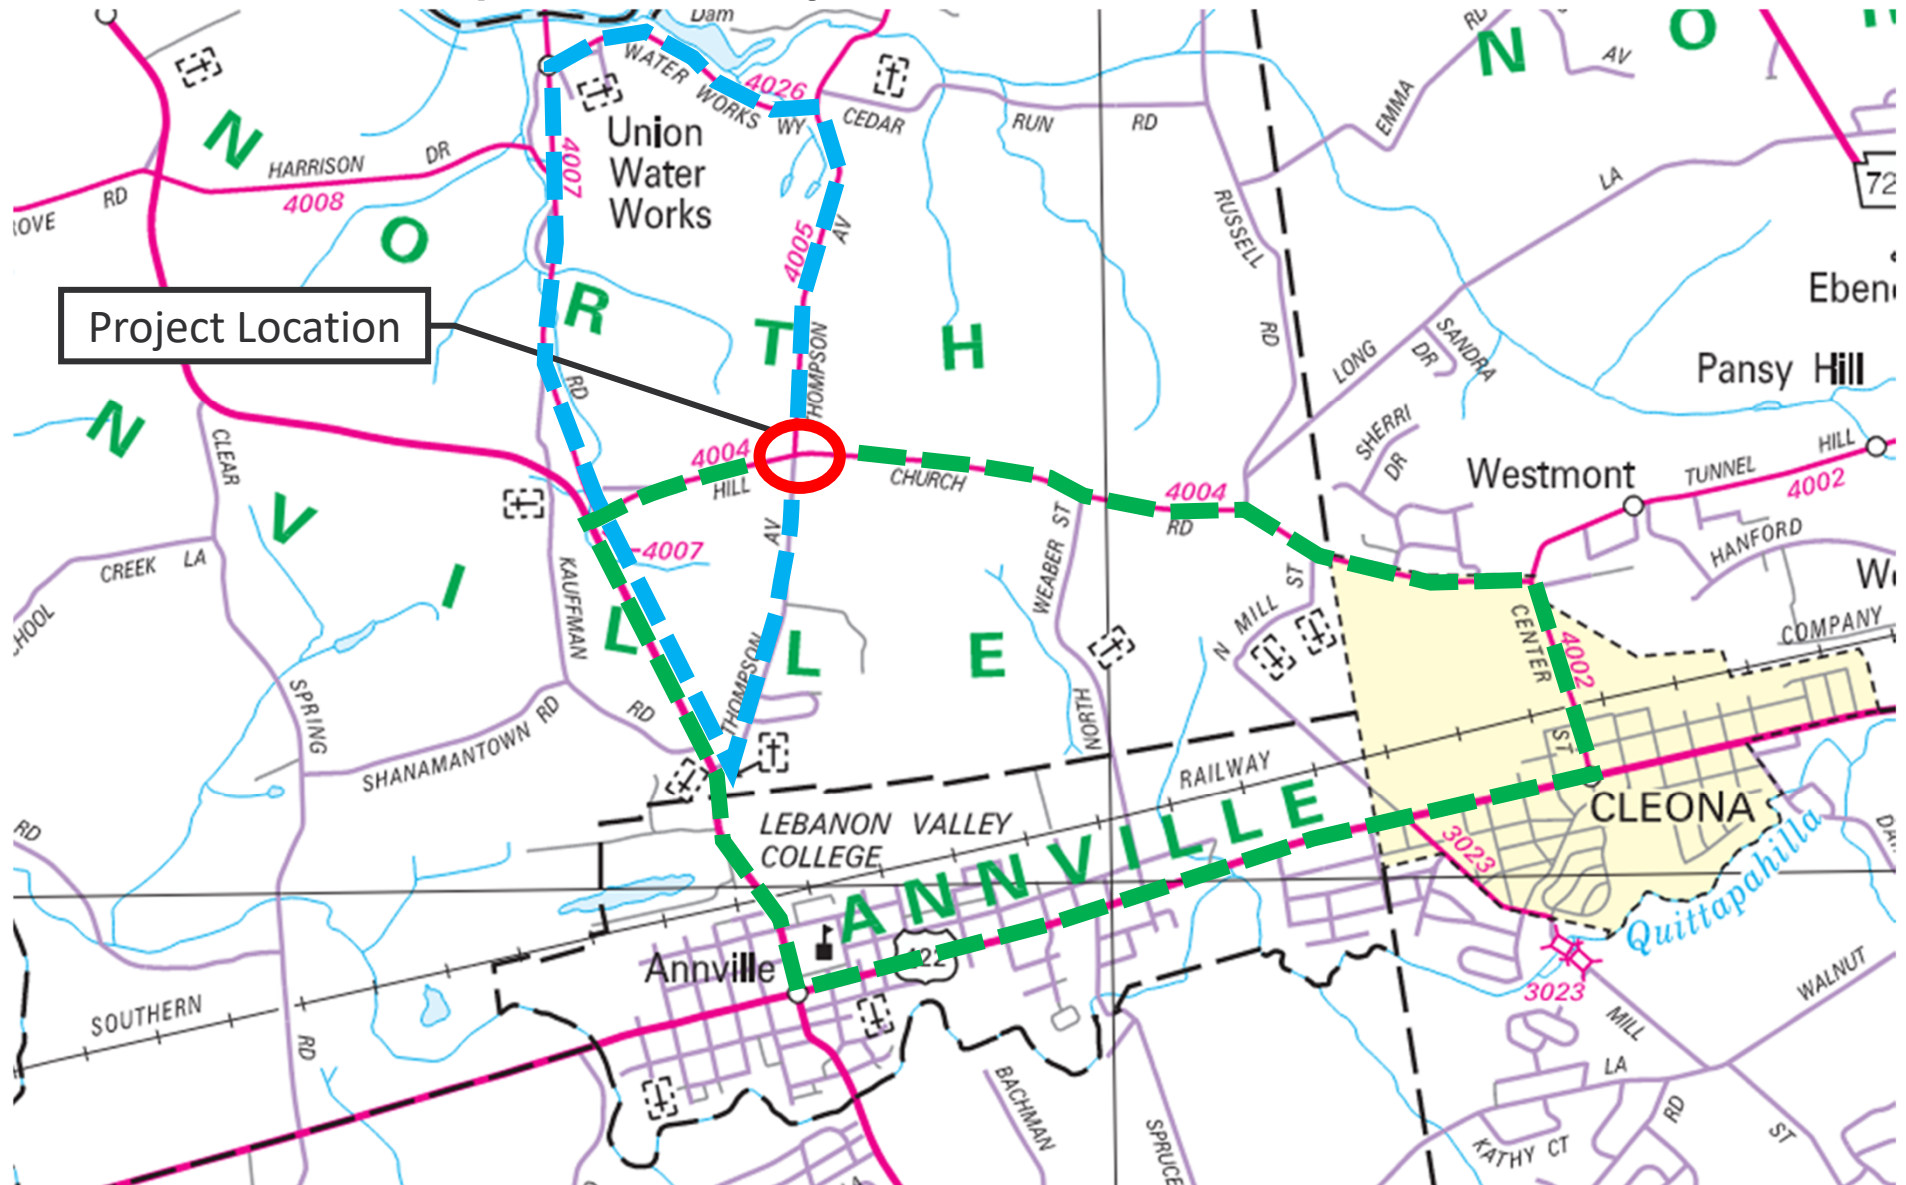 Dam
RD
N
O
AV
WATER
WORKS
WY
4026
CEDAR
RUN
RD
EMMA
N
HARRISON
DR
4008
ROVE
RD
4007
Union
Water
Works
72
LA
RUSSELL
RD
O
4005
AV
Project Location
R
T
H
THOMPSON
Eben
LONG
SANDRA
DR
Pansy Hill
RD
N
CLEAR
4004
HILL
CHURCH
4004
RD
SHERRI
DR
Westmont
TUNNEL
HILL
4002
V
I
AV
4007
WEABER ST
ST
HANFORD
CREEK LA
KAUFFMAN
L
L
E
N MILL
CENTER
4002
ST
COMPANY
CHOOL
THOMPSON
RD
SPRING
SHANAMANTOWN RD
NORTH
RAILWAY
LEBANON VALLEY
COLLEGE
ANNVILLE
CLEONA
3023
Quittapahilla
RD
Annville
422
SOUTHERN
RD
3023
MILL
WALNUT
LA
RD
ST
BACHMAN
SPRUCE
KATHY CT